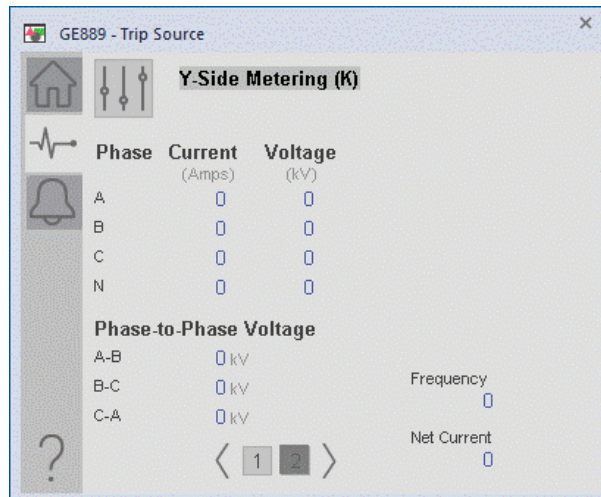 GE889 - Trip Source
Y-Side Metering (K)
Phase Current Voltage
(Amps) (kV)
A 0 0
B 0 0
C 0 0
N 0 0
Phase-to-Phase Voltage
A-B 0 kV
B-C 0 kV
C-A 0 kV
Frequency
0
Net Current
0
1 2
?